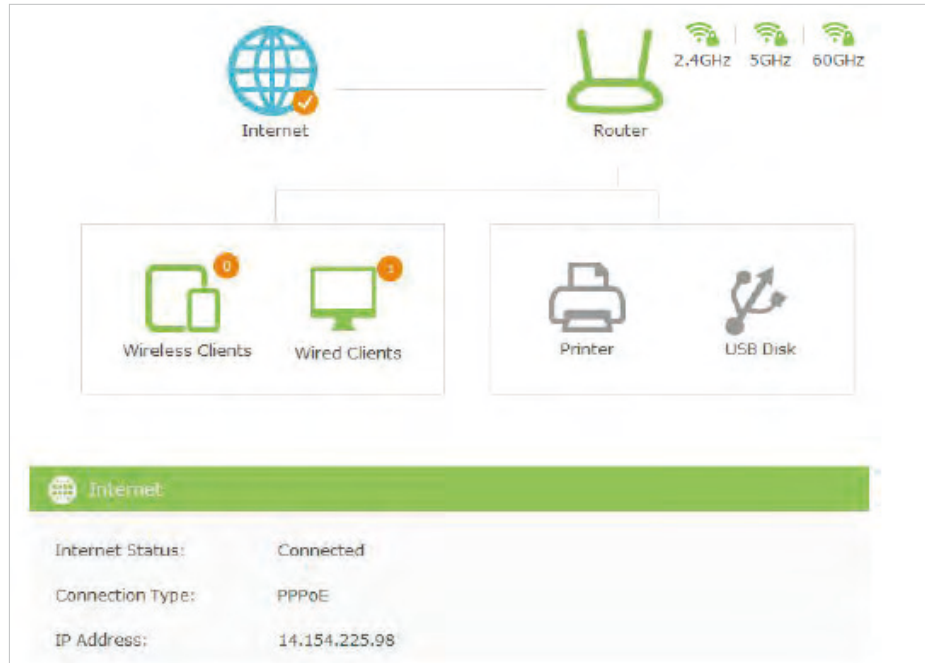 2.4GHz 5GHz 60GHz
Internet Router
0 1
Wireless Clients Wired Clients Printer USB Disk
Internet
Internet Status: Connected
Connection Type: PPPoE
IP Address: 14.154.225.98